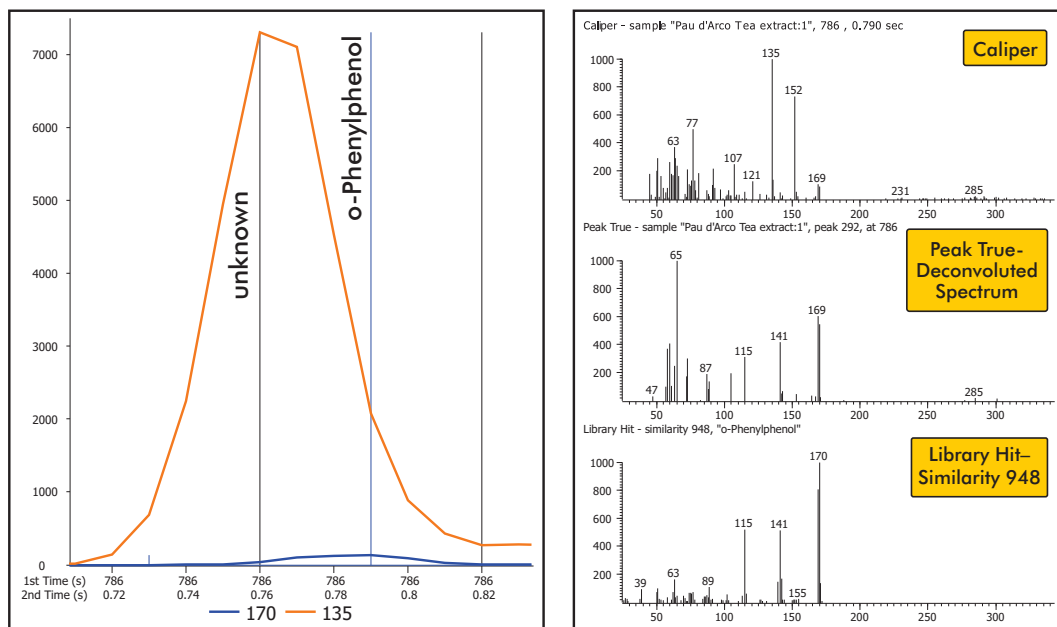 7000
6000
5000
4000
3000
2000
1000
0
unknown
o-Phenylphenol
1st Time (s) 786 786 786 786 786 786
2nd Time (s) 0.72 0.74 0.76 0.78 0.8 0.82
170 135
Caliper - sample "Pau d'Arco Tea extract:1", 786 , 0.790 sec
Caliper
1000
800
600
400
200
63
77
107
121
135
152
169
231
285
50 100 150 200 250 300
Peak True - sample "Pau d'Arco Tea extract:1", peak 292, at 786
Peak True-
Deconvoluted
Spectrum
1000
800
600
400
200
47
65
87
115
141
169
285
50 100 150 200 250 300
Library Hit - similarity 948, "o-Phenylphenol"
Library Hit–
Similarity 948
1000
800
600
400
200
39
63
89
115
141
155
170
50 100 150 200 250 300